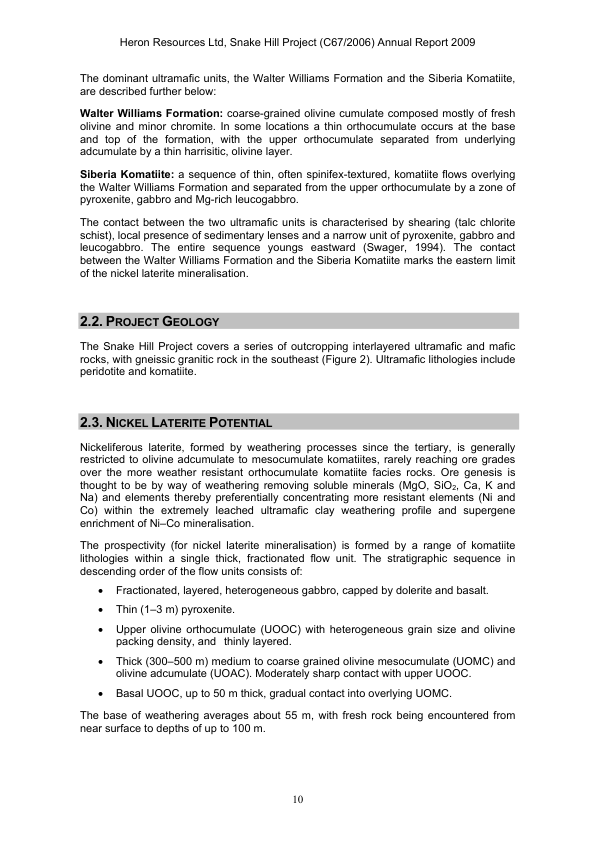 Heron Resources Ltd, Snake Hill Project (C67/2006) Annual Report 2009
The dominant ultramafic units, the Walter Williams Formation and the Siberia Komatiite,
are described further below:
Walter Williams Formation: coarse-grained olivine cumulate composed mostly of fresh
olivine and minor chromite. In some locations a thin orthocumulate occurs at the base
and top of the formation, with the upper orthocumulate separated from underlying
adcumulate by a thin harrisitic, olivine layer.
Siberia Komatiite: a sequence of thin, often spinifex-textured, komatiite flows overlying
the Walter Williams Formation and separated from the upper orthocumulate by a zone of
pyroxenite, gabbro and Mg-rich leucogabbro.
The contact between the two ultramafic units is characterised by shearing (talc chlorite
schist), local presence of sedimentary lenses and a narrow unit of pyroxenite, gabbro and
leucogabbro. The entire sequence youngs eastward (Swager, 1994). The contact
between the Walter Williams Formation and the Siberia Komatiite marks the eastern limit
of the nickel laterite mineralisation.
2.2. PROJECT GEOLOGY
The Snake Hill Project covers a series of outcropping interlayered ultramafic and mafic
rocks, with gneissic granitic rock in the southeast (Figure 2). Ultramafic lithologies include
peridotite and komatiite.
2.3. NICKEL LATERITE POTENTIAL
Nickeliferous laterite, formed by weathering processes since the tertiary, is generally
restricted to olivine adcumulate to mesocumulate komatiites, rarely reaching ore grades
over the more weather resistant orthocumulate komatiite facies rocks. Ore genesis is
thought to be by way of weathering removing soluble minerals (MgO, SiO₂, Ca, K and
Na) and elements thereby preferentially concentrating more resistant elements (Ni and
Co) within the extremely leached ultramafic clay weathering profile and supergene
enrichment of Ni–Co mineralisation.
The prospectivity (for nickel laterite mineralisation) is formed by a range of komatiite
lithologies within a single thick, fractionated flow unit. The stratigraphic sequence in
descending order of the flow units consists of:
• Fractionated, layered, heterogeneous gabbro, capped by dolerite and basalt.
• Thin (1–3 m) pyroxenite.
• Upper olivine orthocumulate (UOOC) with heterogeneous grain size and olivine
packing density, and thinly layered.
• Thick (300–500 m) medium to coarse grained olivine mesocumulate (UOMC) and
olivine adcumulate (UOAC). Moderately sharp contact with upper UOOC.
• Basal UOOC, up to 50 m thick, gradual contact into overlying UOMC.
The base of weathering averages about 55 m, with fresh rock being encountered from
near surface to depths of up to 100 m.
10